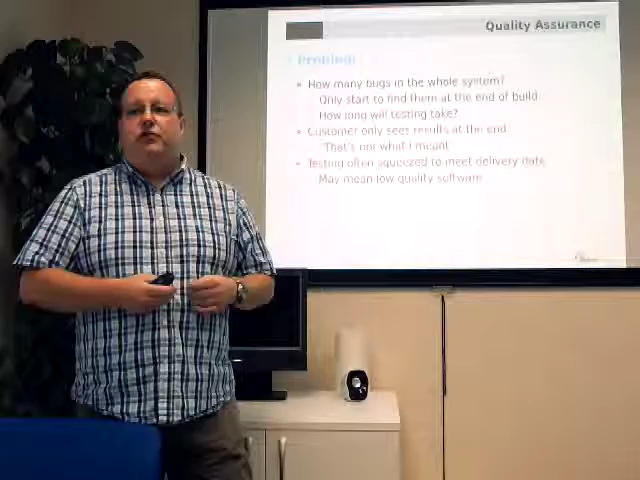 Quality Assurance
Problem
How many bugs in the whole system?
Only start to find them at the end of build
How long will testing take?
Customer only sees results at the end
"That's not what I meant"
Testing often squeezed to meet delivery date
May mean low quality software